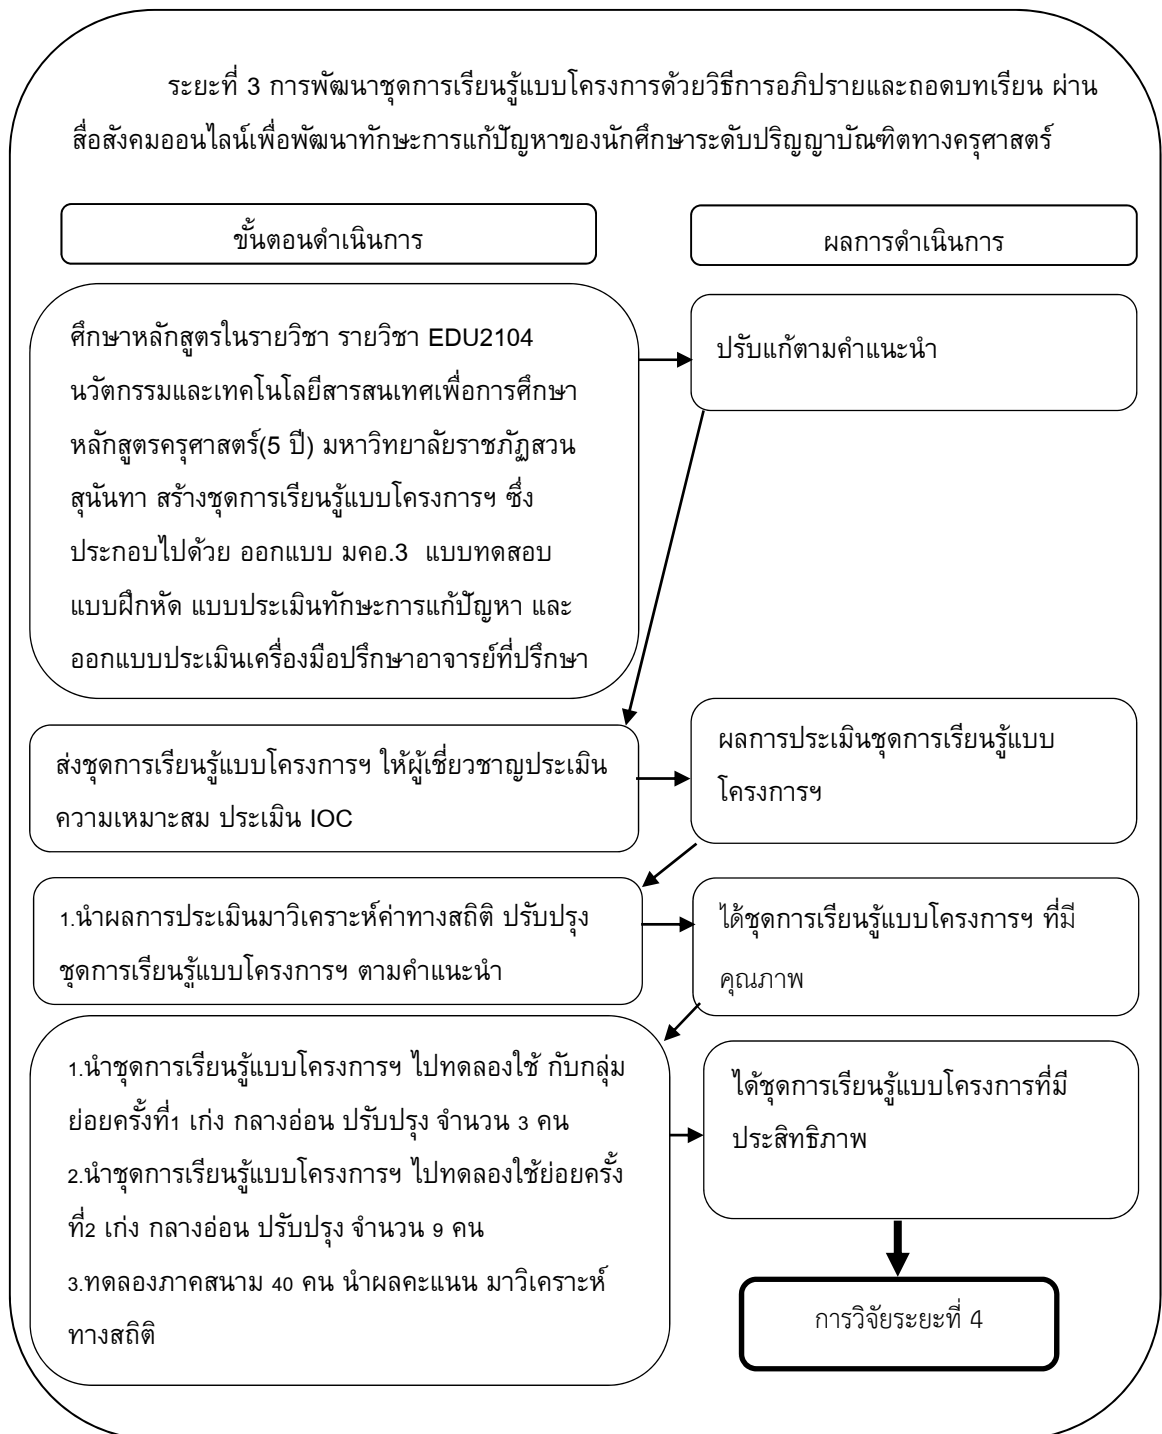 ระยะที่ 3 การพัฒนาชุดการเรียนรู้แบบโครงการด้วยวิธีการอภิปรายและถอดบทเรียน ผ่าน
สื่อสังคมออนไลน์เพื่อพัฒนาทักษะการแก้ปัญหาของนักศึกษาระดับปริญญาบัณฑิตทางครุศาสตร์
ขั้นตอนดำเนินการ
ผลการดำเนินการ
ศึกษาหลักสูตรในรายวิชา รายวิชา EDU2104
นวัตกรรมและเทคโนโลยีสารสนเทศเพื่อการศึกษา
หลักสูตรครุศาสตร์(5 ปี) มหาวิทยาลัยราชภัฏสวน
สุนันทา สร้างชุดการเรียนรู้แบบโครงการฯ ซึ่ง
ประกอบไปด้วย ออกแบบ มคอ.3 แบบทดสอบ
แบบฝึกหัด แบบประเมินทักษะการแก้ปัญหา และ
ออกแบบประเมินเครื่องมือปรึกษาอาจารย์ที่ปรึกษา
ปรับแก้ตามคำแนะนำ
ส่งชุดการเรียนรู้แบบโครงการฯ ให้ผู้เชี่ยวชาญประเมิน
ความเหมาะสม ประเมิน IOC
ผลการประเมินชุดการเรียนรู้แบบ
โครงการฯ
1.นำผลการประเมินมาวิเคราะห์ค่าทางสถิติ ปรับปรุง
ชุดการเรียนรู้แบบโครงการฯ ตามคำแนะนำ
ได้ชุดการเรียนรู้แบบโครงการฯ ที่มี
คุณภาพ
1.นำชุดการเรียนรู้แบบโครงการฯ ไปทดลองใช้ กับกลุ่ม
ย่อยครั้งที่1 เก่ง กลางอ่อน ปรับปรุง จำนวน 3 คน
2.นำชุดการเรียนรู้แบบโครงการฯ ไปทดลองใช้ย่อยครั้ง
ที่2 เก่ง กลางอ่อน ปรับปรุง จำนวน 9 คน
3.ทดลองภาคสนาม 40 คน นำผลคะแนน มาวิเคราะห์
ทางสถิติ
ได้ชุดการเรียนรู้แบบโครงการที่มี
ประสิทธิภาพ
การวิจัยระยะที่ 4